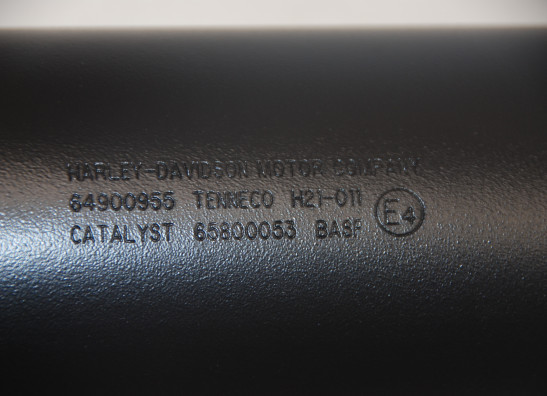 HARLEY-DAVIDSON MOTOR COMPANY
64900955 TENNECO H21-011
CATALYST 65800053 BASF
E4